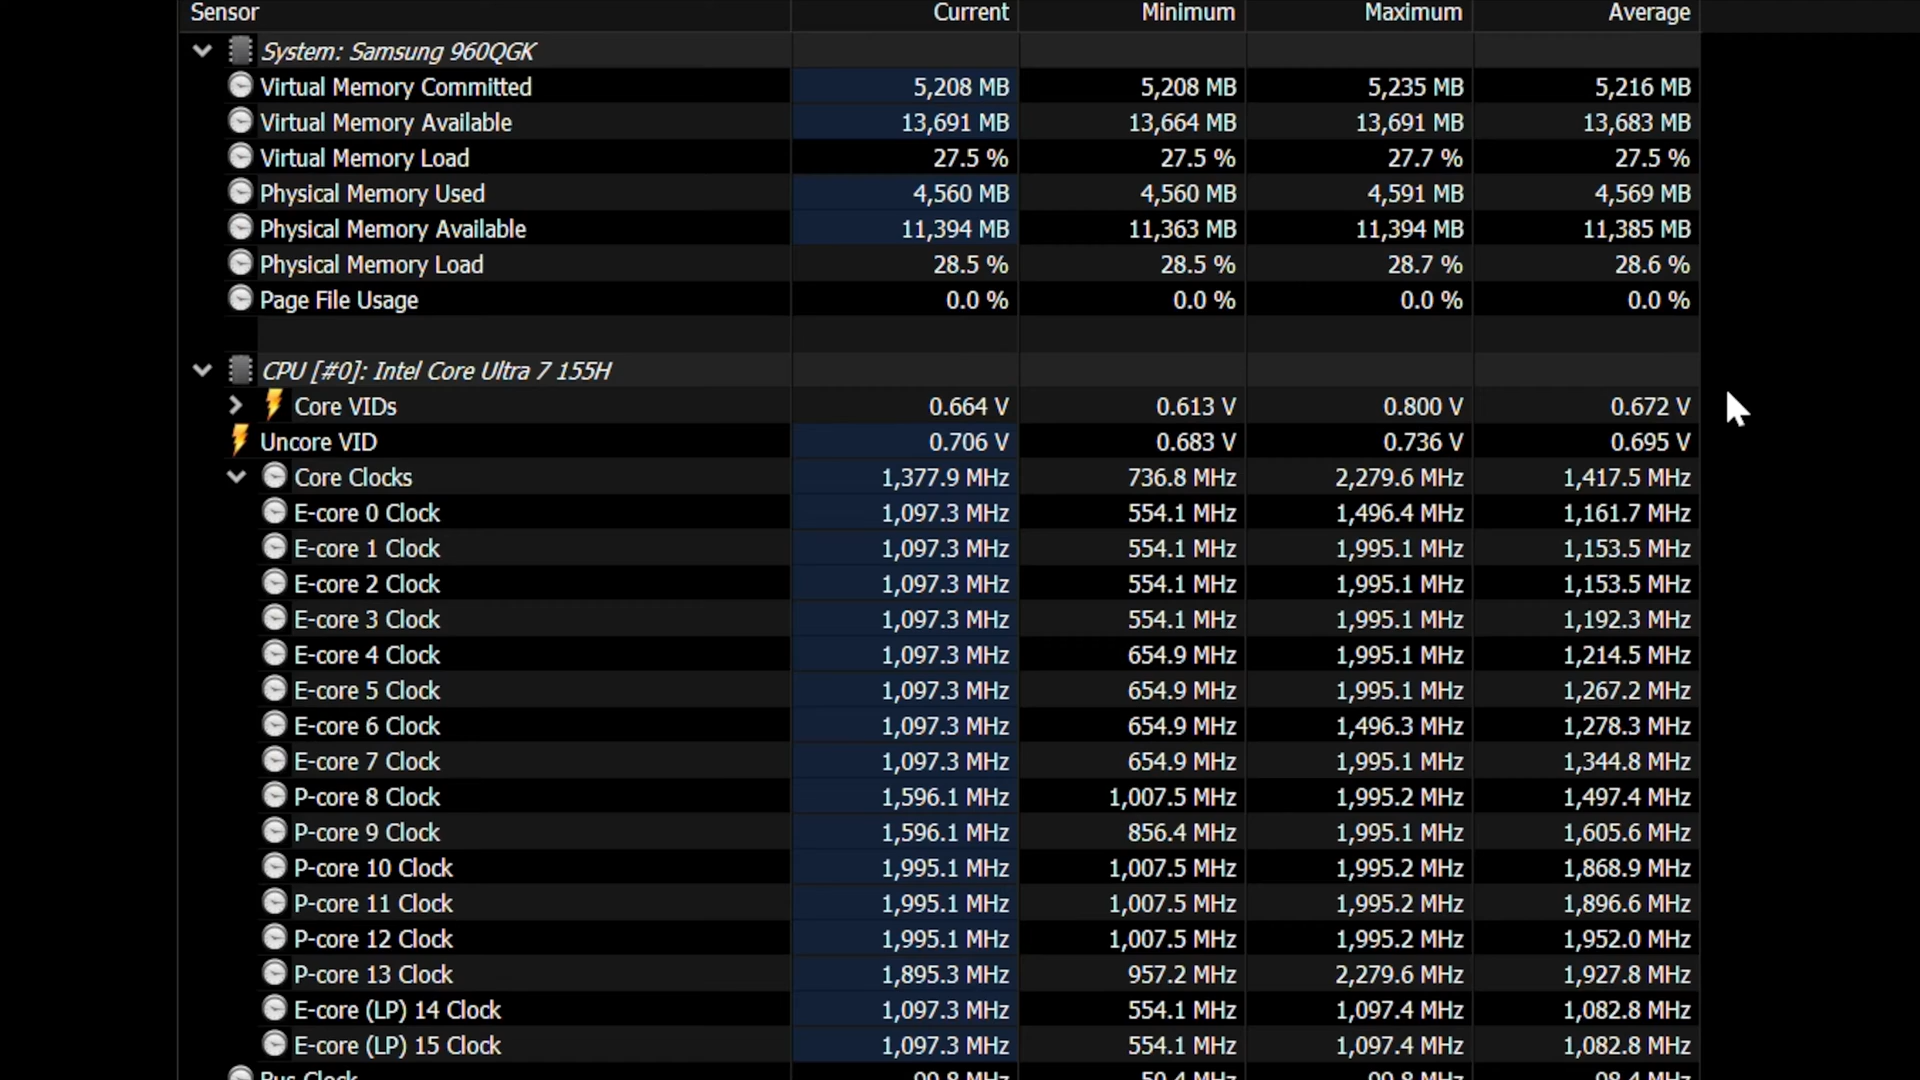 Sensor Current Minimum Maximum Average
System: Samsung 960QGK
Virtual Memory Committed 5,208 MB 5,208 MB 5,235 MB 5,216 MB
Virtual Memory Available 13,691 MB 13,664 MB 13,691 MB 13,683 MB
Virtual Memory Load 27.5 % 27.5 % 27.7 % 27.5 %
Physical Memory Used 4,560 MB 4,560 MB 4,591 MB 4,569 MB
Physical Memory Available 11,394 MB 11,363 MB 11,394 MB 11,385 MB
Physical Memory Load 28.5 % 28.5 % 28.7 % 28.6 %
Page File Usage 0.0 % 0.0 % 0.0 % 0.0 %
CPU [#0]: Intel Core Ultra 7 155H
Core VIDs 0.664 V 0.613 V 0.800 V 0.672 V
Uncore VID 0.706 V 0.683 V 0.736 V 0.695 V
Core Clocks 1,377.9 MHz 736.8 MHz 2,279.6 MHz 1,417.5 MHz
E-core 0 Clock 1,097.3 MHz 554.1 MHz 1,496.4 MHz 1,161.7 MHz
E-core 1 Clock 1,097.3 MHz 554.1 MHz 1,995.1 MHz 1,153.5 MHz
E-core 2 Clock 1,097.3 MHz 554.1 MHz 1,995.1 MHz 1,153.5 MHz
E-core 3 Clock 1,097.3 MHz 554.1 MHz 1,995.1 MHz 1,192.3 MHz
E-core 4 Clock 1,097.3 MHz 654.9 MHz 1,995.1 MHz 1,214.5 MHz
E-core 5 Clock 1,097.3 MHz 654.9 MHz 1,995.1 MHz 1,267.2 MHz
E-core 6 Clock 1,097.3 MHz 654.9 MHz 1,496.3 MHz 1,278.3 MHz
E-core 7 Clock 1,097.3 MHz 654.9 MHz 1,995.1 MHz 1,344.8 MHz
P-core 8 Clock 1,596.1 MHz 1,007.5 MHz 1,995.2 MHz 1,497.4 MHz
P-core 9 Clock 1,596.1 MHz 856.4 MHz 1,995.1 MHz 1,605.6 MHz
P-core 10 Clock 1,995.1 MHz 1,007.5 MHz 1,995.2 MHz 1,868.9 MHz
P-core 11 Clock 1,995.1 MHz 1,007.5 MHz 1,995.2 MHz 1,896.6 MHz
P-core 12 Clock 1,995.1 MHz 1,007.5 MHz 1,995.2 MHz 1,952.0 MHz
P-core 13 Clock 1,895.3 MHz 957.2 MHz 2,279.6 MHz 1,927.8 MHz
E-core (LP) 14 Clock 1,097.3 MHz 554.1 MHz 1,097.4 MHz 1,082.8 MHz
E-core (LP) 15 Clock 1,097.3 MHz 554.1 MHz 1,097.4 MHz 1,082.8 MHz
Bus Clock 99.8 MHz 50.4 MHz 99.8 MHz 98.4 MHz